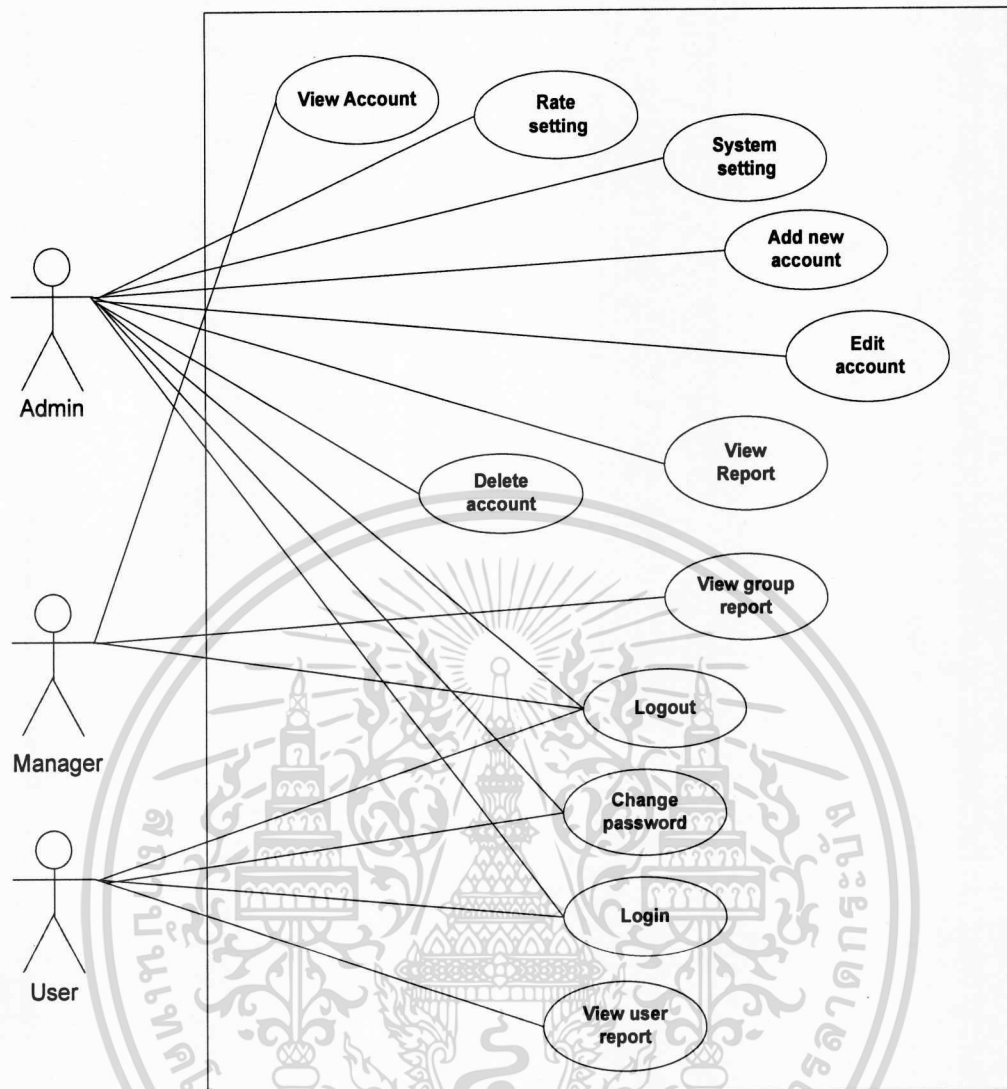 View Account
Rate
setting
System
setting
Add new
account
Edit
account
Admin
View
Report
Delete
account
View group
report
Logout
Manager
Change
password
Login
User
View user
report